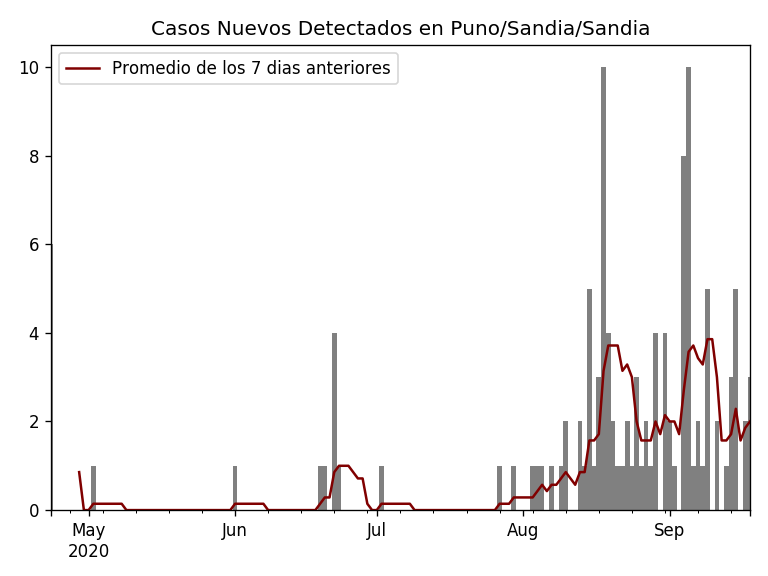 Casos Nuevos Detectados en Puno/Sandia/Sandia
Promedio de los 7 dias anteriores
10
8
6
4
2
0
May Jun Jul Aug Sep
2020